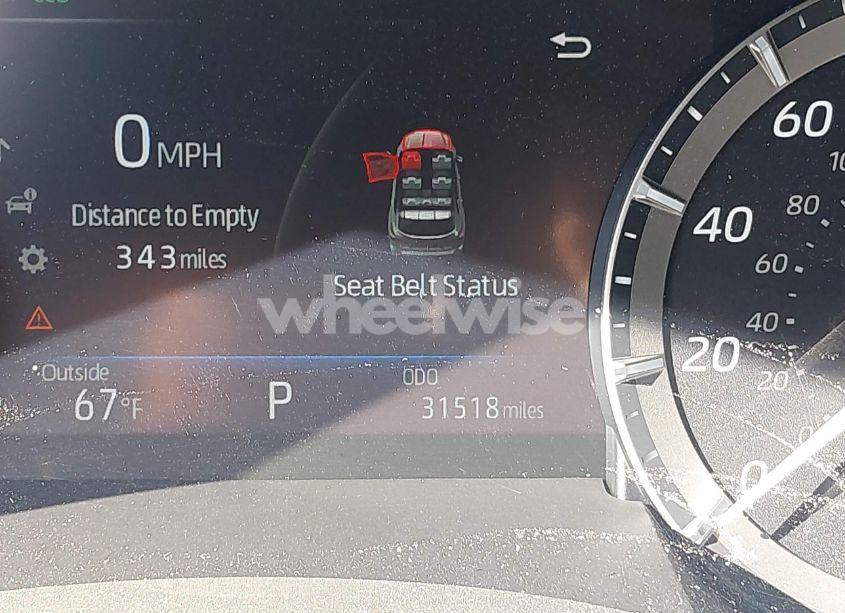 0 MPH
Distance to Empty
343 miles
Seat Belt Status
wheelwise
Outside
67°F
P
ODO
31518 miles
60
40
20
0
80
60
40
20